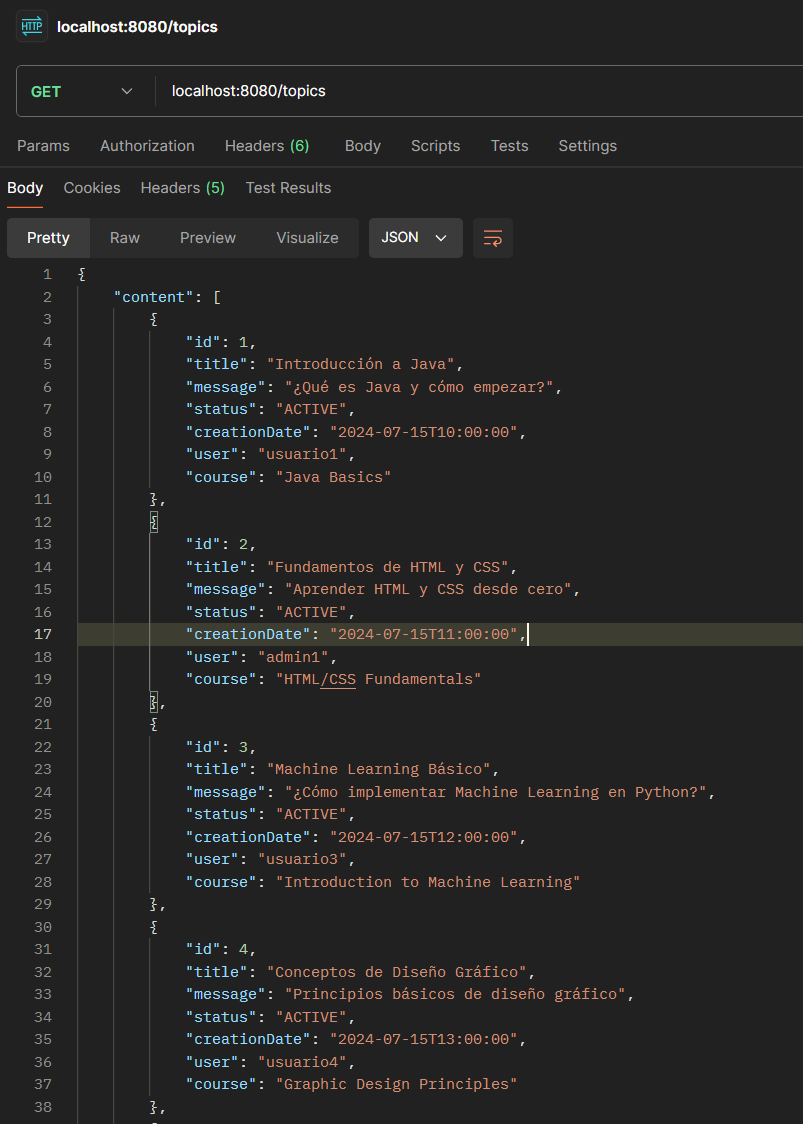 HTTP localhost:8080/topics
GET localhost:8080/topics
Params Authorization Headers (6) Body Scripts Tests Settings
Body Cookies Headers (5) Test Results
Pretty Raw Preview Visualize JSON
1 {
2 "content": [
3 {
4 "id": 1,
5 "title": "Introducción a Java",
6 "message": "¿Qué es Java y cómo empezar?",
7 "status": "ACTIVE",
8 "creationDate": "2024-07-15T10:00:00",
9 "user": "usuario1",
10 "course": "Java Basics"
11 },
12 {
13 "id": 2,
14 "title": "Fundamentos de HTML y CSS",
15 "message": "Aprender HTML y CSS desde cero",
16 "status": "ACTIVE",
17 "creationDate": "2024-07-15T11:00:00",
18 "user": "admin1",
19 "course": "HTML/CSS Fundamentals"
20 },
21 {
22 "id": 3,
23 "title": "Machine Learning Básico",
24 "message": "¿Cómo implementar Machine Learning en Python?",
25 "status": "ACTIVE",
26 "creationDate": "2024-07-15T12:00:00",
27 "user": "usuario3",
28 "course": "Introduction to Machine Learning"
29 },
30 {
31 "id": 4,
32 "title": "Conceptos de Diseño Gráfico",
33 "message": "Principios básicos de diseño gráfico",
34 "status": "ACTIVE",
35 "creationDate": "2024-07-15T13:00:00",
36 "user": "usuario4",
37 "course": "Graphic Design Principles"
38 },